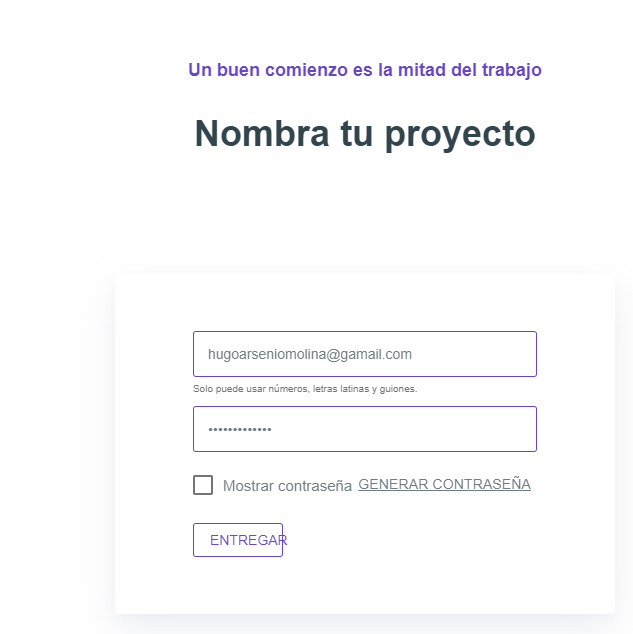 Un buen comienzo es la mitad del trabajo
Nombra tu proyecto
hugoarseniomolina@gamail.com
Solo puede usar números, letras latinas y guiones.
•••••••••••••
Mostrar contraseña GENERAR CONTRASEÑA
ENTREGAR